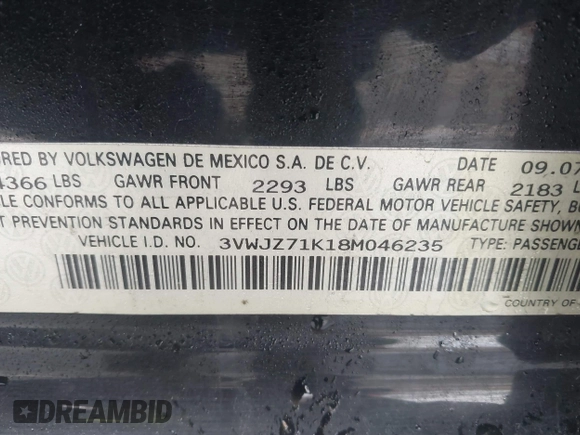 RED BY VOLKSWAGEN DE MEXICO S.A. DE C.V. DATE 09.07
4366 LBS GAWR FRONT 2293 LBS GAWR REAR 2183 L
LE CONFORMS TO ALL APPLICABLE U.S. FEDERAL MOTOR VEHICLE SAFETY, B
T PREVENTION STANDARDS IN EFFECT ON THE DATE OF MANUFACTURE SHOWN
VEHICLE I.D. NO. 3VWJZ71K18M046235 TYPE: PASSENGE
COUNTRY OF
DREAMBID